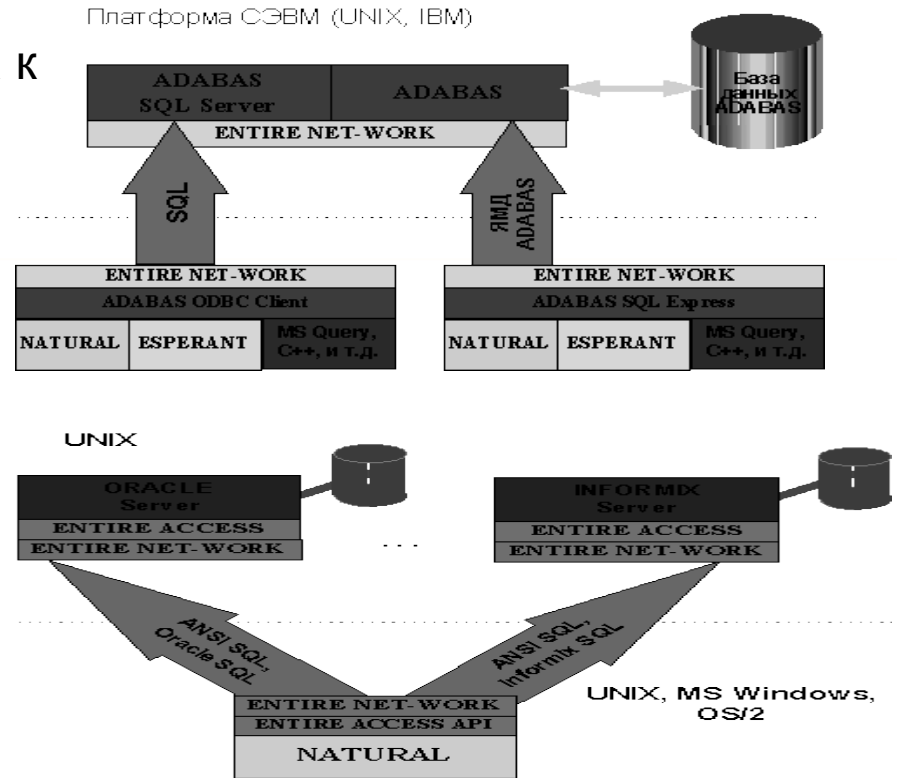 Платформа СЭВМ (UNIX, IBM)
к
ADABAS
SQL Server
ADABAS
ENTIRE NET-WORK
База
данных
ADABAS
SQL
ЯМД
ADABAS
ENTIRE NET-WORK
ADABAS ODBC Client
NATURAL
ESPERANT
MS Query,
C++, и т.д.
ENTIRE NET-WORK
ADABAS SQL Express
NATURAL
ESPERANT
MS Query,
C++, и т.д.
UNIX
ORACLE
Server
ENTIRE ACCESS
ENTIRE NET-WORK
. . .
INFORMIX
Server
ENTIRE ACCESS
ENTIRE NET-WORK
ANSI SQL,
Oracle SQL
ANSI SQL,
Informix SQL
UNIX, MS Windows,
OS/2
ENTIRE NET-WORK
ENTIRE ACCESS API
NATURAL